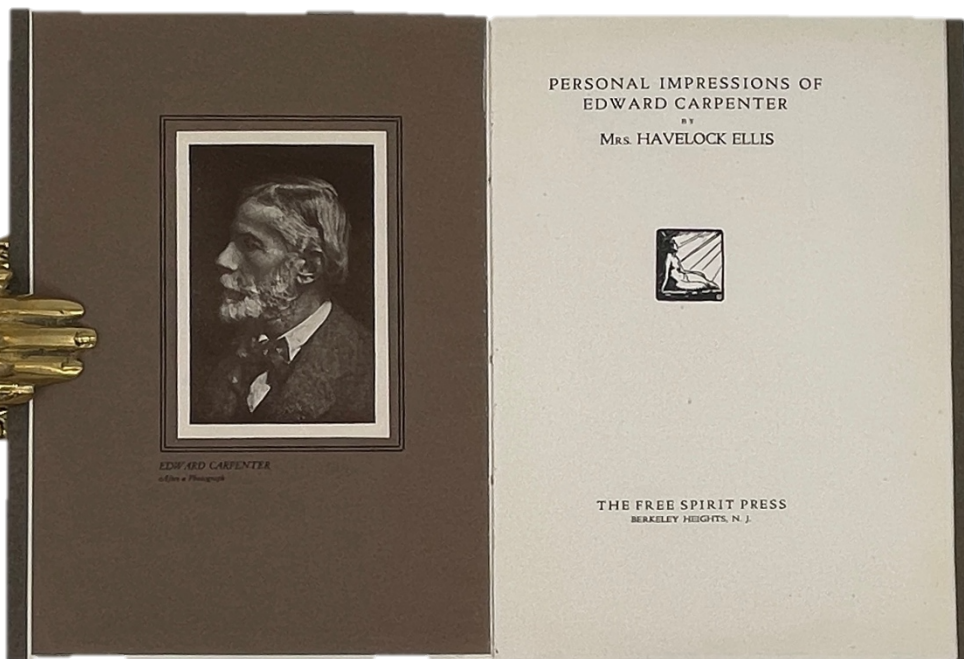 EDWARD CARPENTER
After a Photograph
PERSONAL IMPRESSIONS OF
EDWARD CARPENTER
BY
MRS. HAVELOCK ELLIS
THE FREE SPIRIT PRESS
BERKELEY HEIGHTS, N. J.